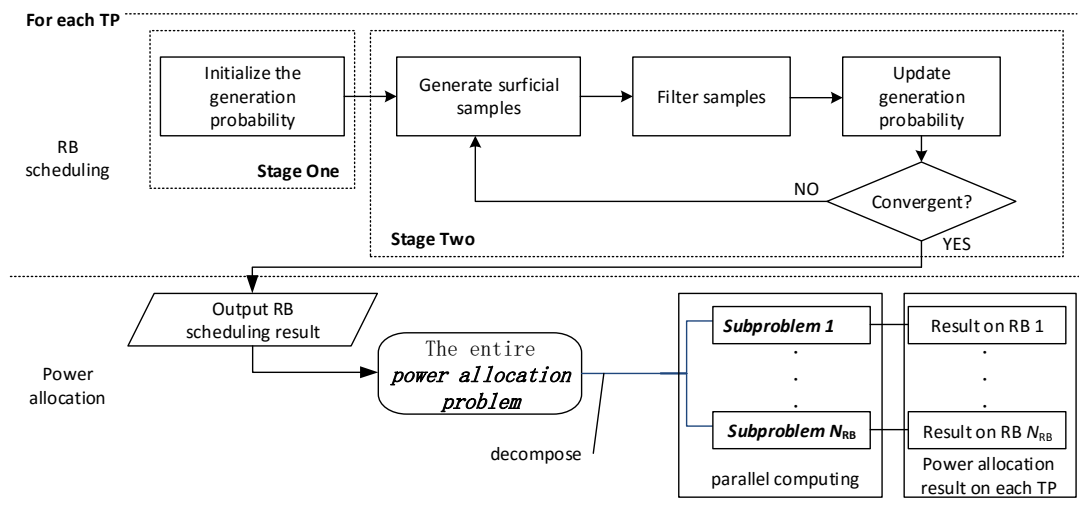 For each TP
Initialize the
generation
probability
Generate surficial
samples
Filter samples
Update
generation
probability
RB
scheduling
Stage One
NO
Convergent?
Stage Two
YES
Output RB
scheduling result
The entire
power allocation
problem
Subproblem 1
Result on RB 1
.
.
.
.
.
.
Power
allocation
Subproblem NRB
Result on RB NRB
decompose
parallel computing
Power allocation
result on each TP